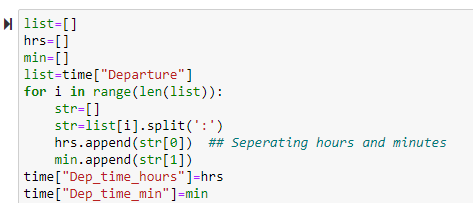 list=[]
hrs=[]
min=[]
list=time["Departure"]
for i in range(len(list)):
    str=[]
    str=list[i].split(':')
    hrs.append(str[0])  ## Seperating hours and minutes
    min.append(str[1])
time["Dep_time_hours"]=hrs
time["Dep_time_min"]=min